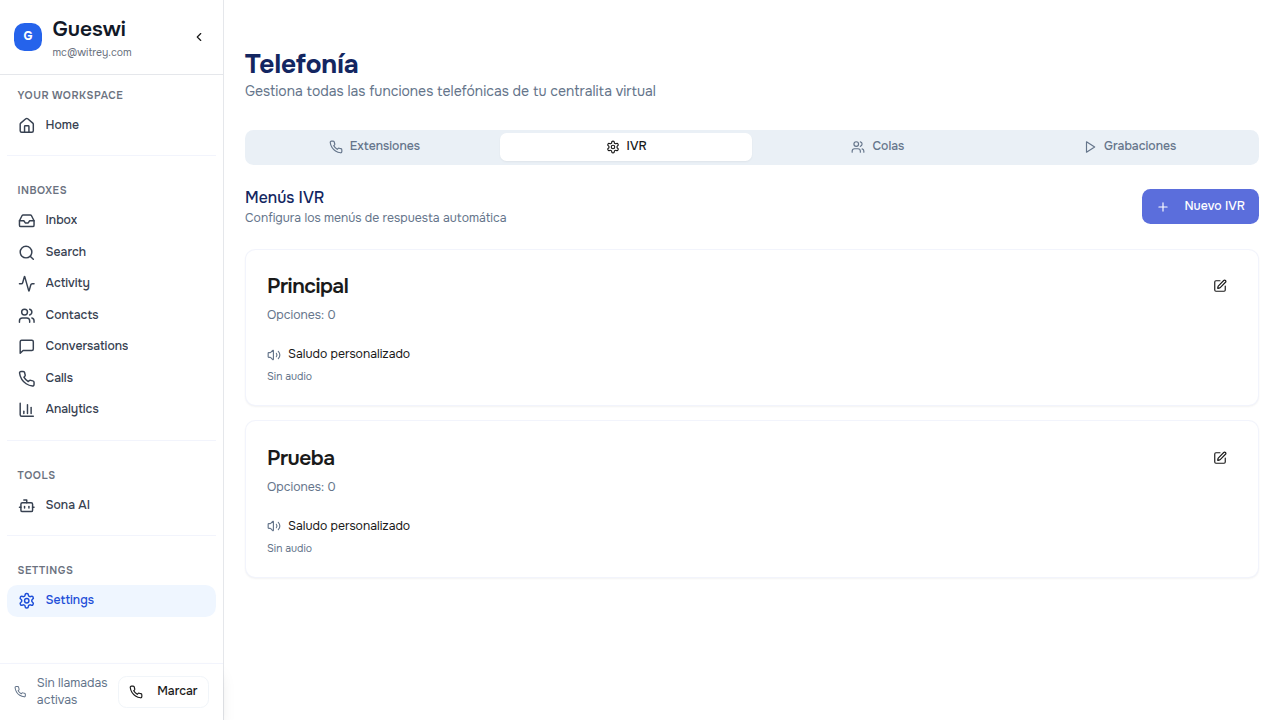 G
Gueswi
mc@witrey.com
YOUR WORKSPACE
Home
INBOXES
Inbox
Search
Activity
Contacts
Conversations
Calls
Analytics
TOOLS
Sona AI
SETTINGS
Settings
Sin llamadas
activas
Marcar
Telefonía
Gestiona todas las funciones telefónicas de tu centralita virtual
Extensiones
IVR
Colas
Grabaciones
Menús IVR
Configura los menús de respuesta automática
Nuevo IVR
Principal
Opciones: 0
Saludo personalizado
Sin audio
Prueba
Opciones: 0
Saludo personalizado
Sin audio